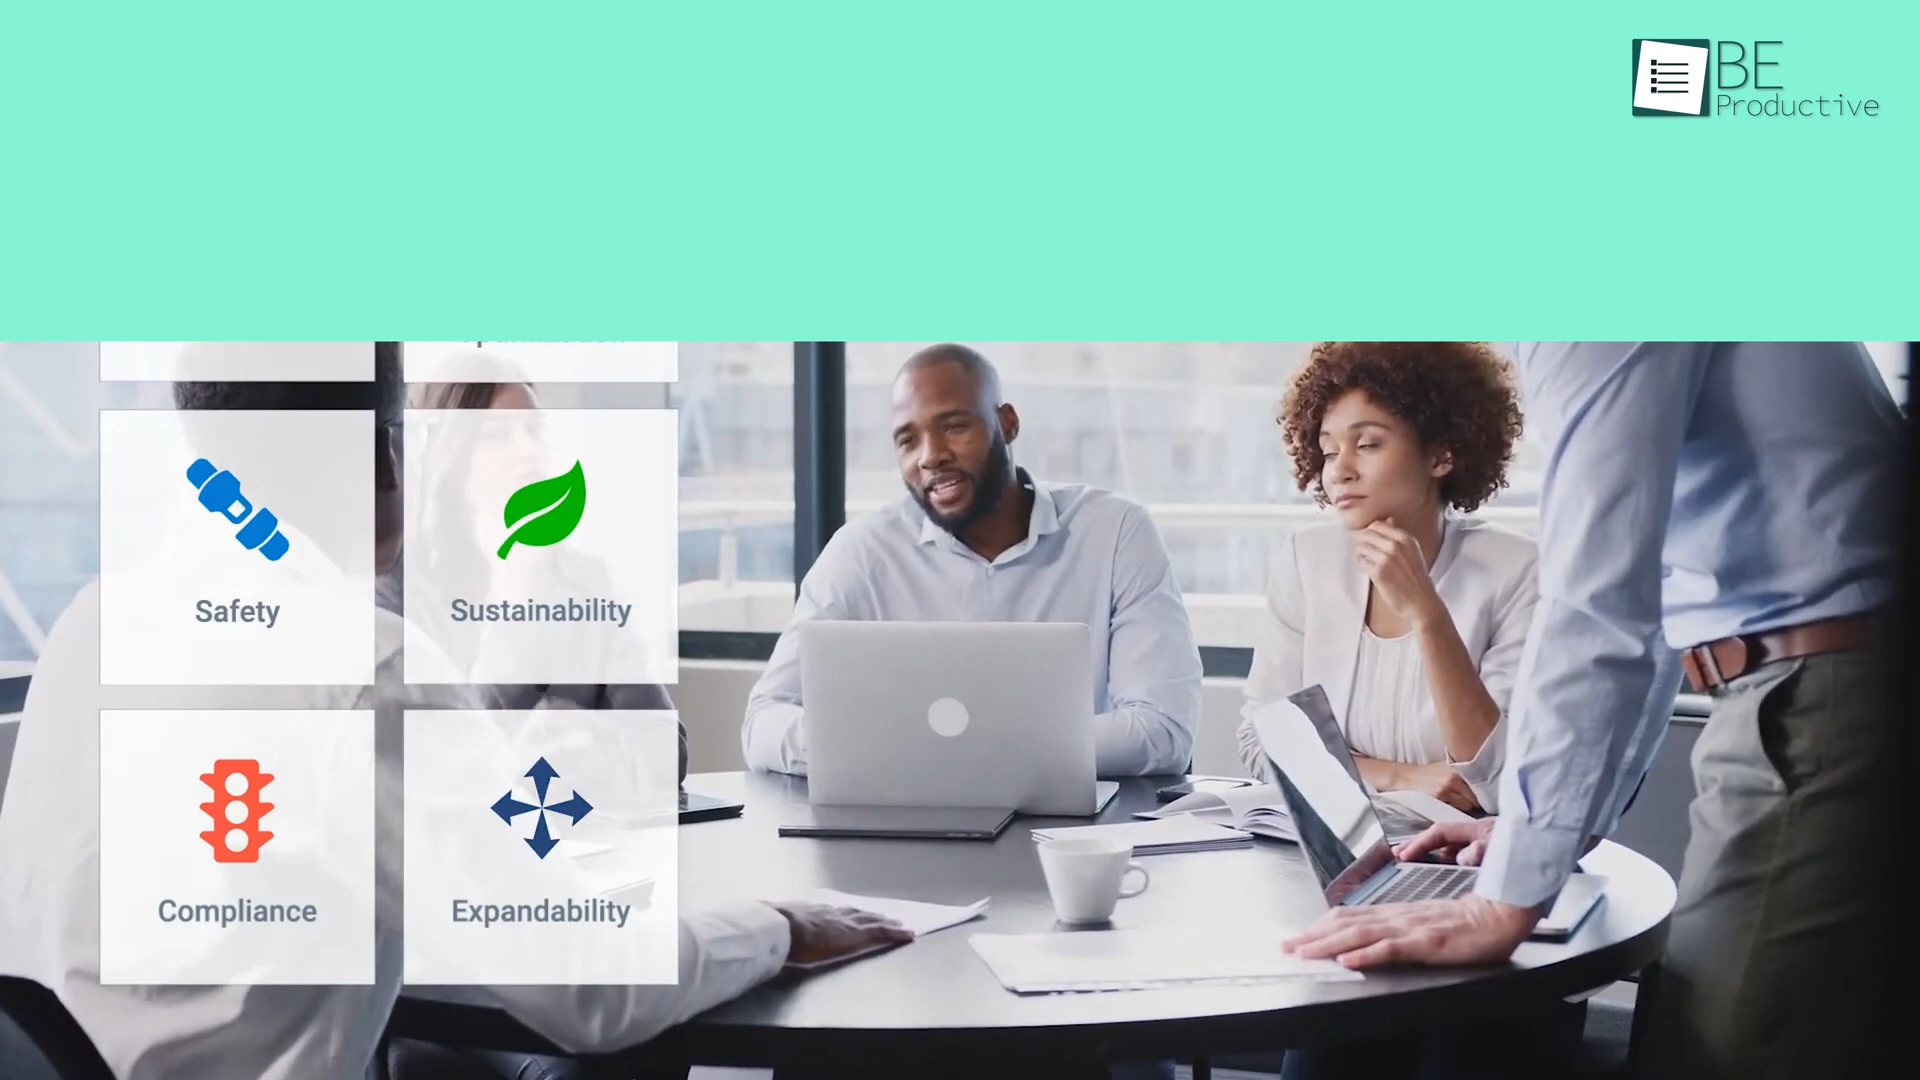 BE
Productive
Safety
Sustainability
Compliance
Expandability